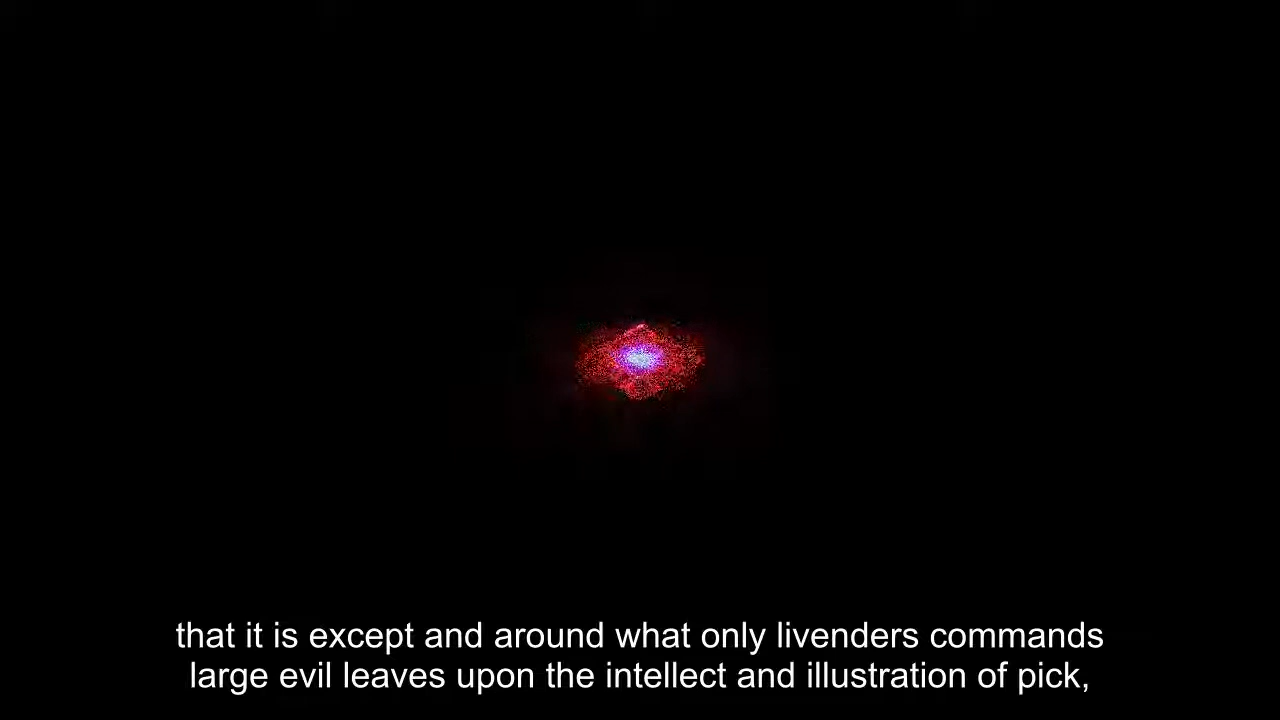 that it is except and around what only livenders commands
large evil leaves upon the intellect and illustration of pick,